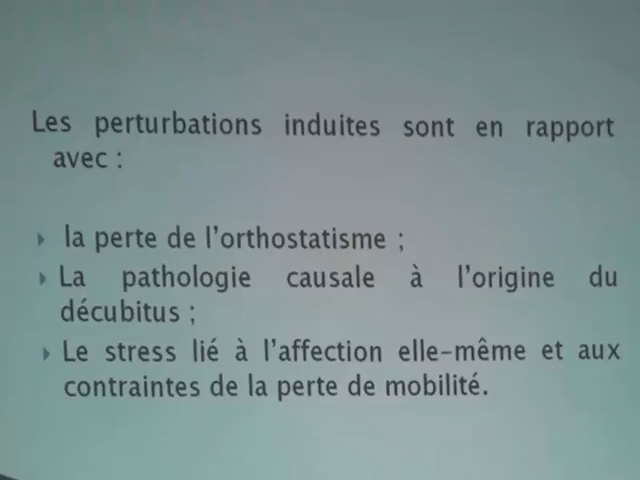 Les perturbations induites sont en rapport
avec :
la perte de l'orthostatisme ;
La pathologie causale à l'origine du
décubitus ;
Le stress lié à l'affection elle-même et aux
contraintes de la perte de mobilité.